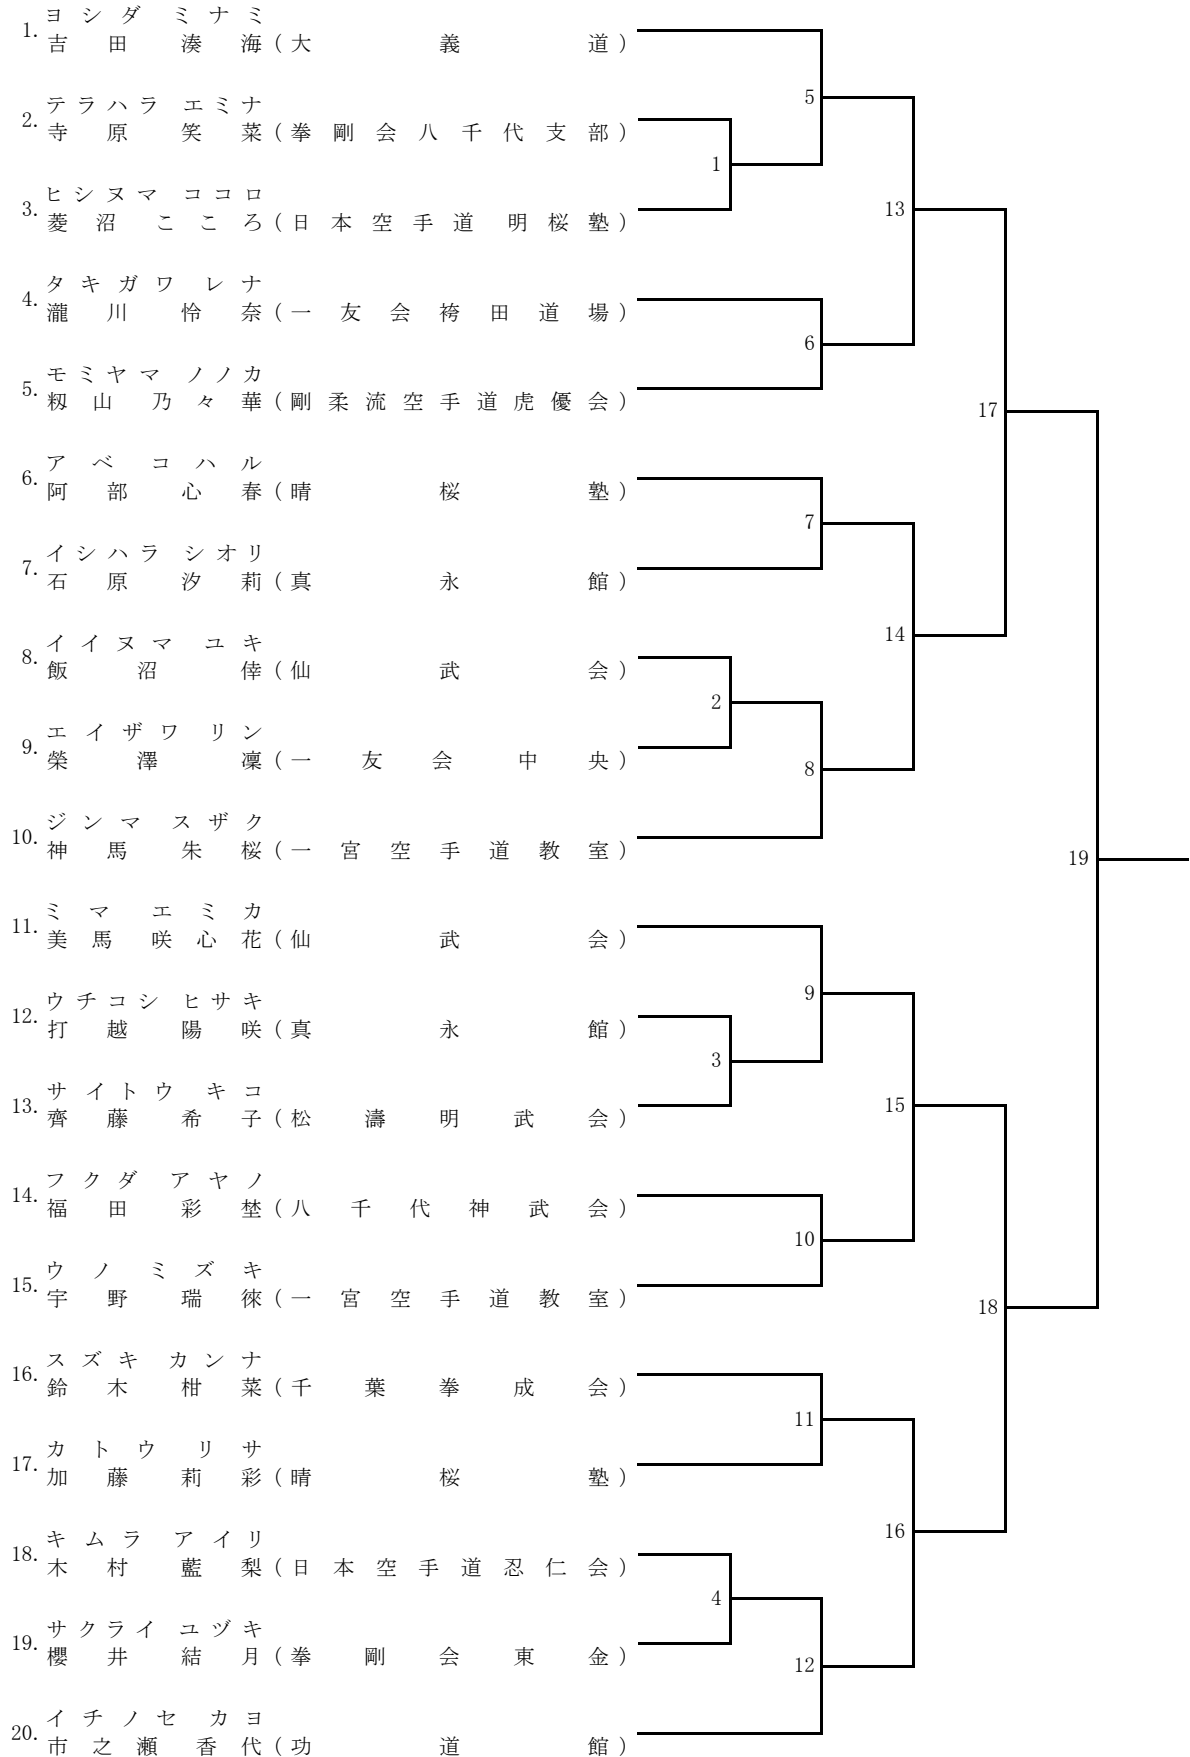 ヨシダ ミナミ
1. 吉田 湊海(大義道)
5
テラハラ エミナ
2. 寺原 笑菜(拳剛会八千代支部)
1
ヒシヌマ ココロ
3. 菱沼 こころ(日本空手道 明桜塾)
13
タキガワ レナ
4. 瀧川 怜奈(一友会袴田道場)
6
モミヤマ ノノカ
5. 籾山 乃々華(剛柔流空手道虎優会)
17
アベ コハル
6. 阿部 心春(晴桜塾)
7
イシハラ シオリ
7. 石原 汐莉(真永館)
14
イイヌマ ユキ
8. 飯沼 倖(仙武会)
2
エイザワ リン
9. 榮澤 凜(一友会中央)
8
ジンマ スザク
10. 神馬 朱桜(一宮空手道教室)
19
ミマ エミカ
11. 美馬 咲心花(仙武会)
9
ウチコシ ヒサキ
12. 打越 陽咲(真永館)
3
サイトウ キコ
13. 齊藤 希子(松濤明武会)
15
フクダ アヤノ
14. 福田 彩埜(八千代神武会)
10
ウノ ミズキ
15. 宇野 瑞徠(一宮空手道教室)
18
スズキ カンナ
16. 鈴木 柑菜(千葉拳成会)
11
カトウ リサ
17. 加藤 莉彩(晴桜塾)
16
キムラ アイリ
18. 木村 藍梨(日本空手道忍仁会)
4
サクライ ユヅキ
19. 櫻井 結月(拳剛会東金)
12
イチノセ カヨ
20. 市之瀬 香代(功道館)